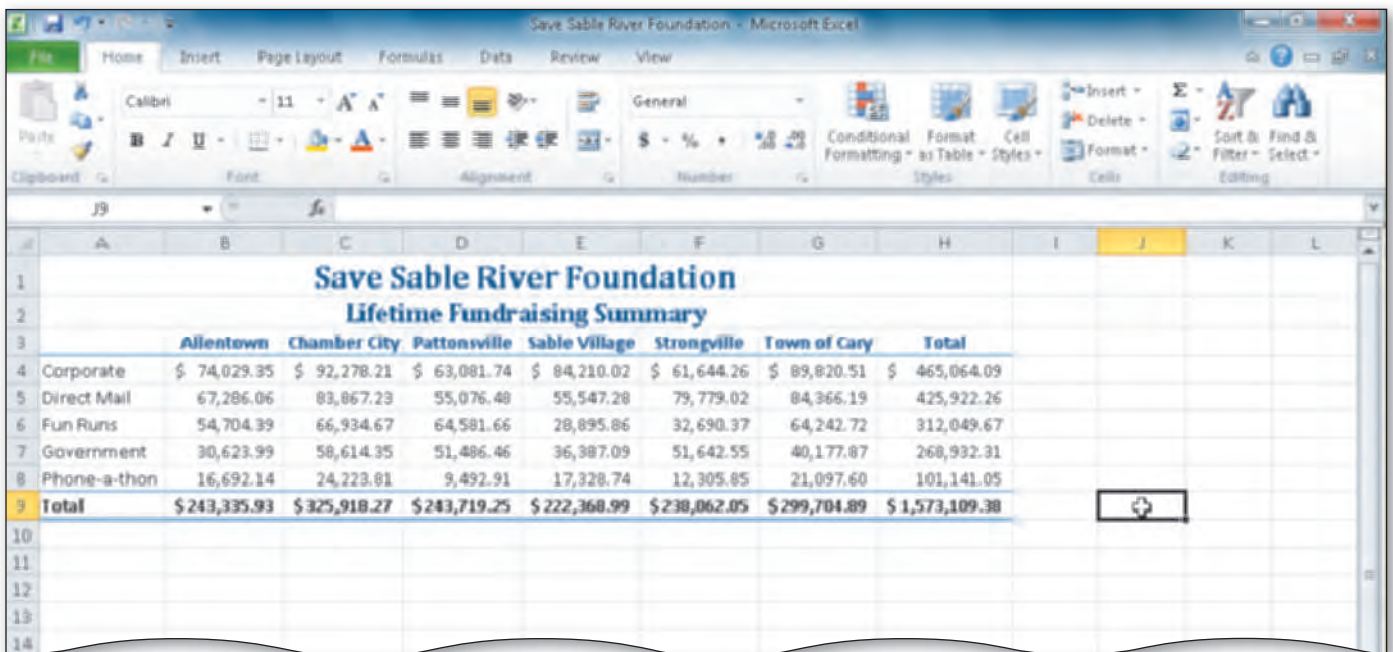 Save Sable River Foundation - Microsoft Excel
File Home Insert Page Layout Formulas Data Review View
Calibri 11 A A General Insert Σ
Paste B I U A $ % , Conditional Formatting Format as Table Cell Styles Delete Format Sort & Filter Find & Select
Clipboard Font Alignment Number Styles Cells Editing
J9 fx
A B C D E F G H I J K L
1 Save Sable River Foundation
2 Lifetime Fundraising Summary
3 Allentown Chamber City Pattonsville Sable Village Strongville Town of Cary Total
4 Corporate $ 74,029.35 $ 92,278.21 $ 63,081.74 $ 84,210.02 $ 61,644.26 $ 89,820.51 $ 465,064.09
5 Direct Mail 67,286.06 83,867.23 55,076.48 55,547.28 79,779.02 84,366.19 425,922.26
6 Fun Runs 54,704.39 66,934.67 64,581.66 28,895.86 32,690.37 64,242.72 312,049.67
7 Government 30,623.99 58,614.35 51,486.46 36,387.09 51,642.55 40,177.87 268,932.31
8 Phone-a-thon 16,692.14 24,223.81 9,492.91 17,328.74 12,305.85 21,097.60 101,141.05
9 Total $243,335.93 $325,918.27 $243,719.25 $222,368.99 $238,062.05 $299,704.89 $1,573,109.38
10
11
12
13
14